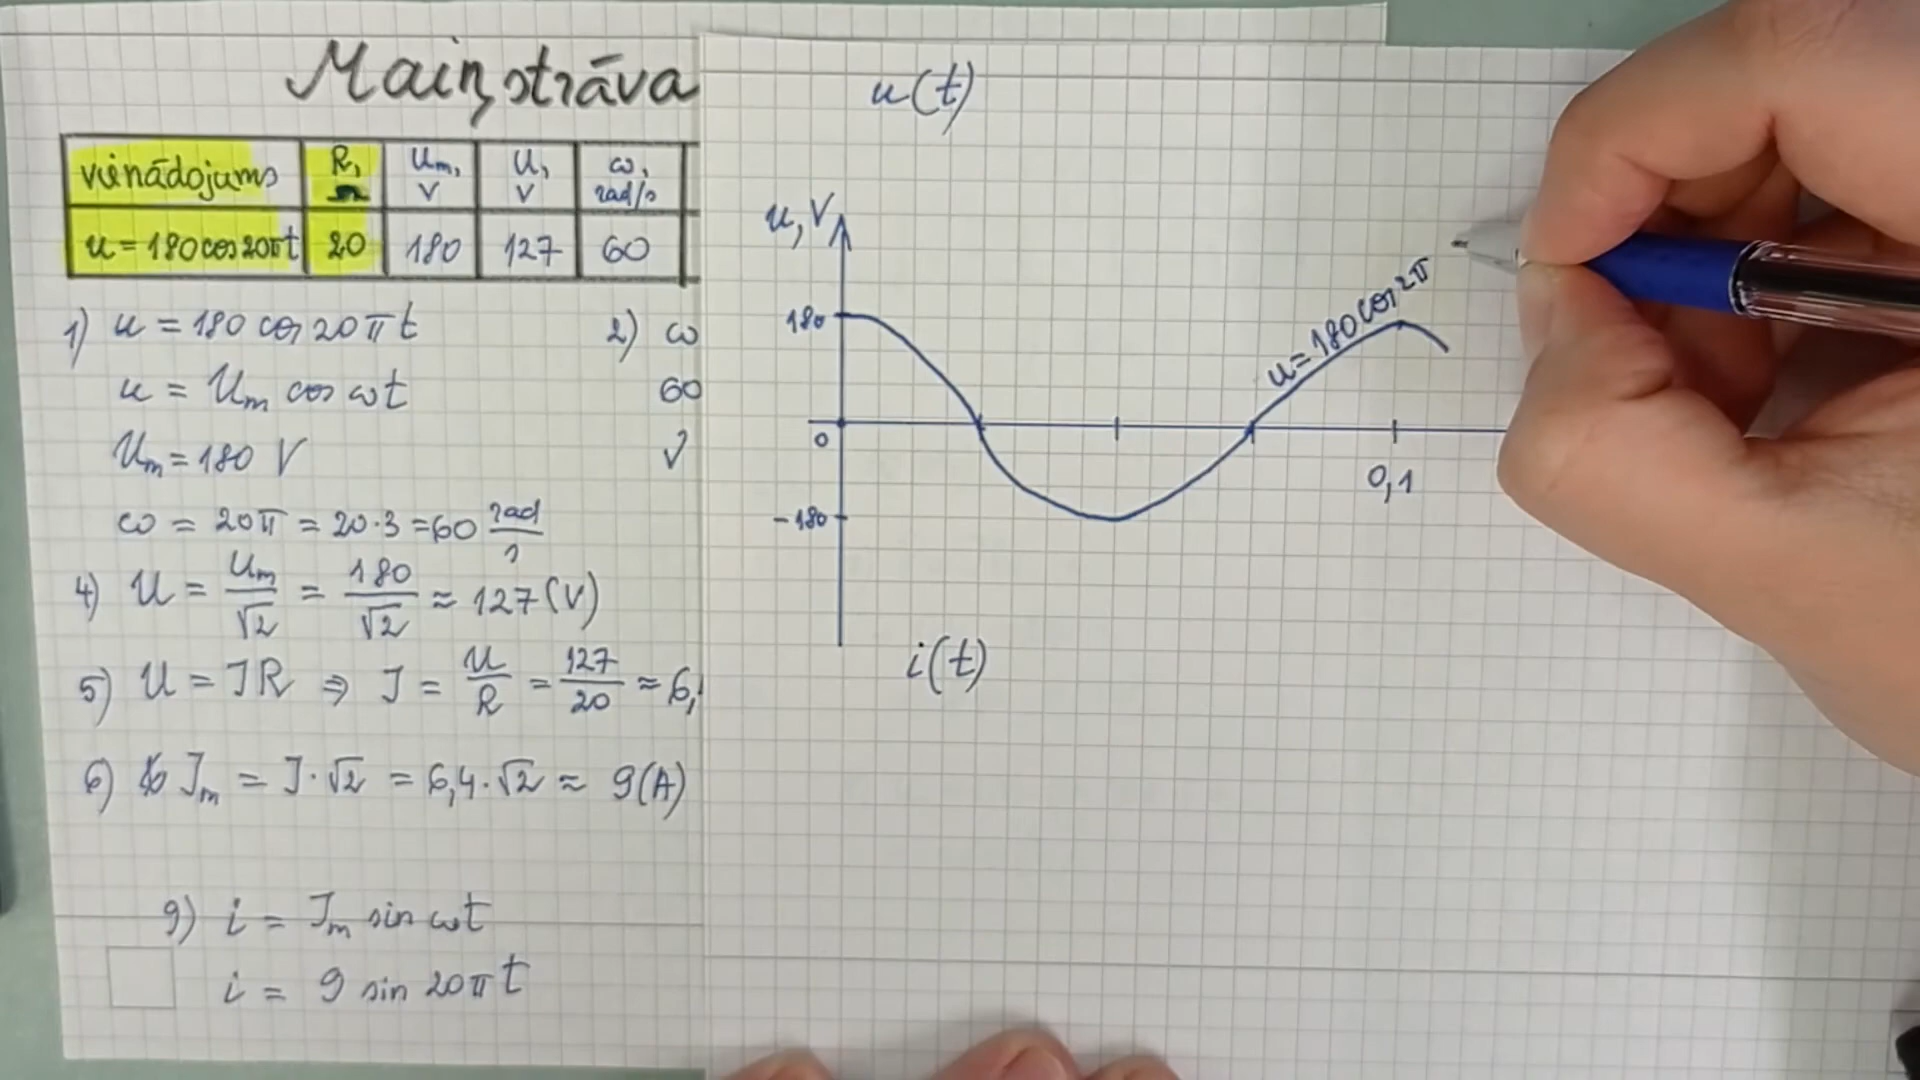 Maiņstrāva
vienādojums R, Ω Um, V U, V ω, rad/s
u = 180 cos 20πt 20 180 127 60
1) u = 180 cos 20πt
u = Um cos ωt
Um = 180 V
ω = 20π = 20·3 = 60 rad/s
2) ω
60
√
4) U = Um/√2 = 180/√2 ≈ 127 (V)
5) U = IR ⇒ I = U/R = 127/20 ≈ 6,
6) Im = I·√2 = 6,4·√2 ≈ 9 (A)
9) i = Im sin ωt
i = 9 sin 20πt
u(t)
u, V
180
0
-180
0,1
u = 180 cos 2π
i(t)